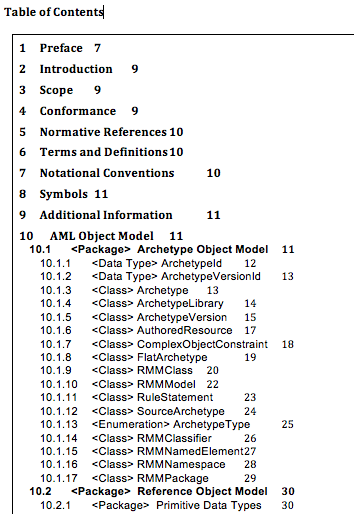 Table of Contents
1 Preface 7
2 Introduction 9
3 Scope 9
4 Conformance 9
5 Normative References 10
6 Terms and Definitions 10
7 Notational Conventions 10
8 Symbols 11
9 Additional Information 11
10 AML Object Model 11
10.1 <Package> Archetype Object Model 11
10.1.1 <Data Type> ArchetypeId 12
10.1.2 <Data Type> ArchetypeVersionId 13
10.1.3 <Class> Archetype 13
10.1.4 <Class> ArchetypeLibrary 14
10.1.5 <Class> ArchetypeVersion 15
10.1.6 <Class> AuthoredResource 17
10.1.7 <Class> ComplexObjectConstraint 18
10.1.8 <Class> FlatArchetype 19
10.1.9 <Class> RMMClass 20
10.1.10 <Class> RMMModel 22
10.1.11 <Class> RuleStatement 23
10.1.12 <Class> SourceArchetype 24
10.1.13 <Enumeration> ArchetypeType 25
10.1.14 <Class> RMMClassifier 26
10.1.15 <Class> RMMNamedElement27
10.1.16 <Class> RMMNamespace 28
10.1.17 <Class> RMMPackage 29
10.2 <Package> Reference Object Model 30
10.2.1 <Package> Primitive Data Types 30